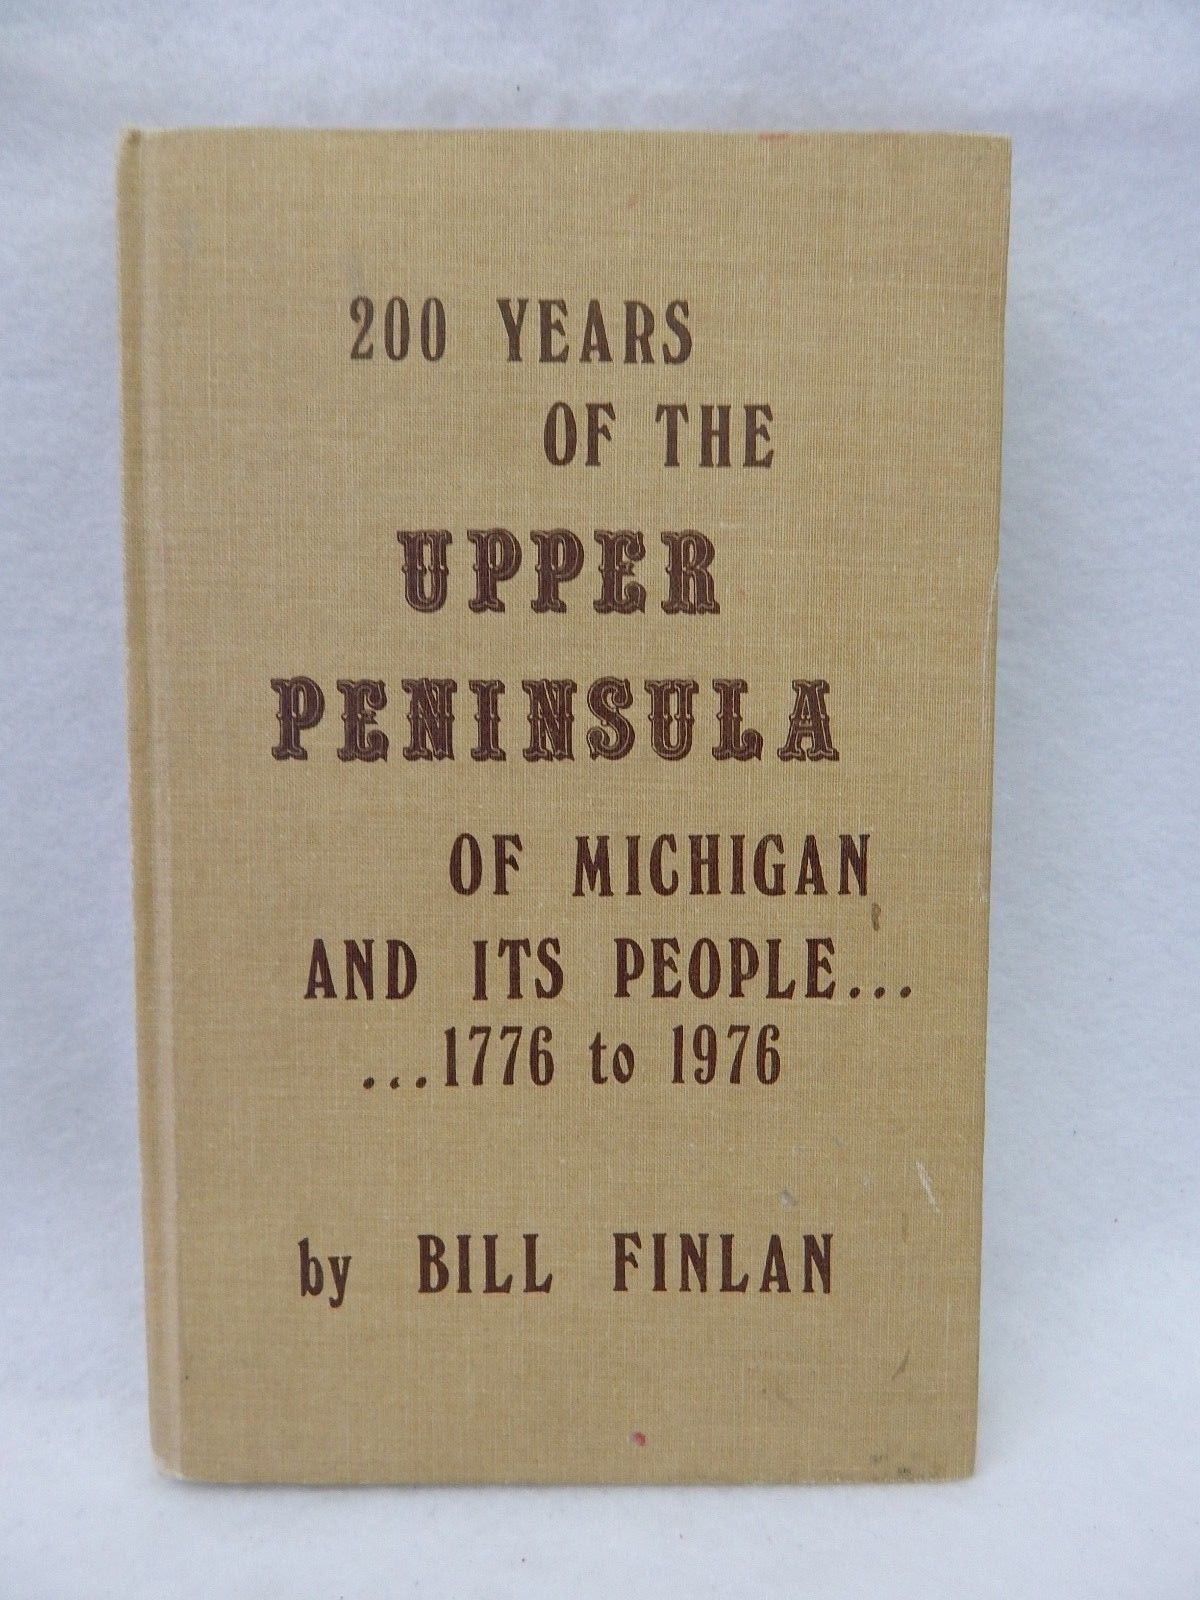 200 YEARS
OF THE
UPPER
PENINSULA
OF MICHIGAN
AND ITS PEOPLE...
...1776 to 1976
by BILL FINLAN